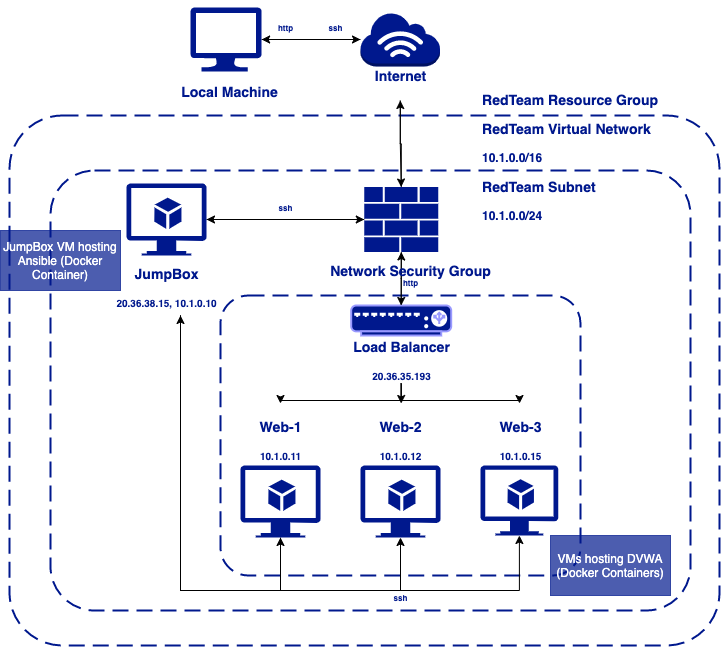 http
ssh
Local Machine
Internet
RedTeam Resource Group
RedTeam Virtual Network
10.1.0.0/16
RedTeam Subnet
10.1.0.0/24
ssh
JumpBox VM hosting
Ansible (Docker
Container)
JumpBox
20.36.38.15, 10.1.0.10
Network Security Group
http
Load Balancer
20.36.35.193
Web-1
Web-2
Web-3
10.1.0.11
10.1.0.12
10.1.0.15
VMs hosting DVWA
(Docker Containers)
ssh